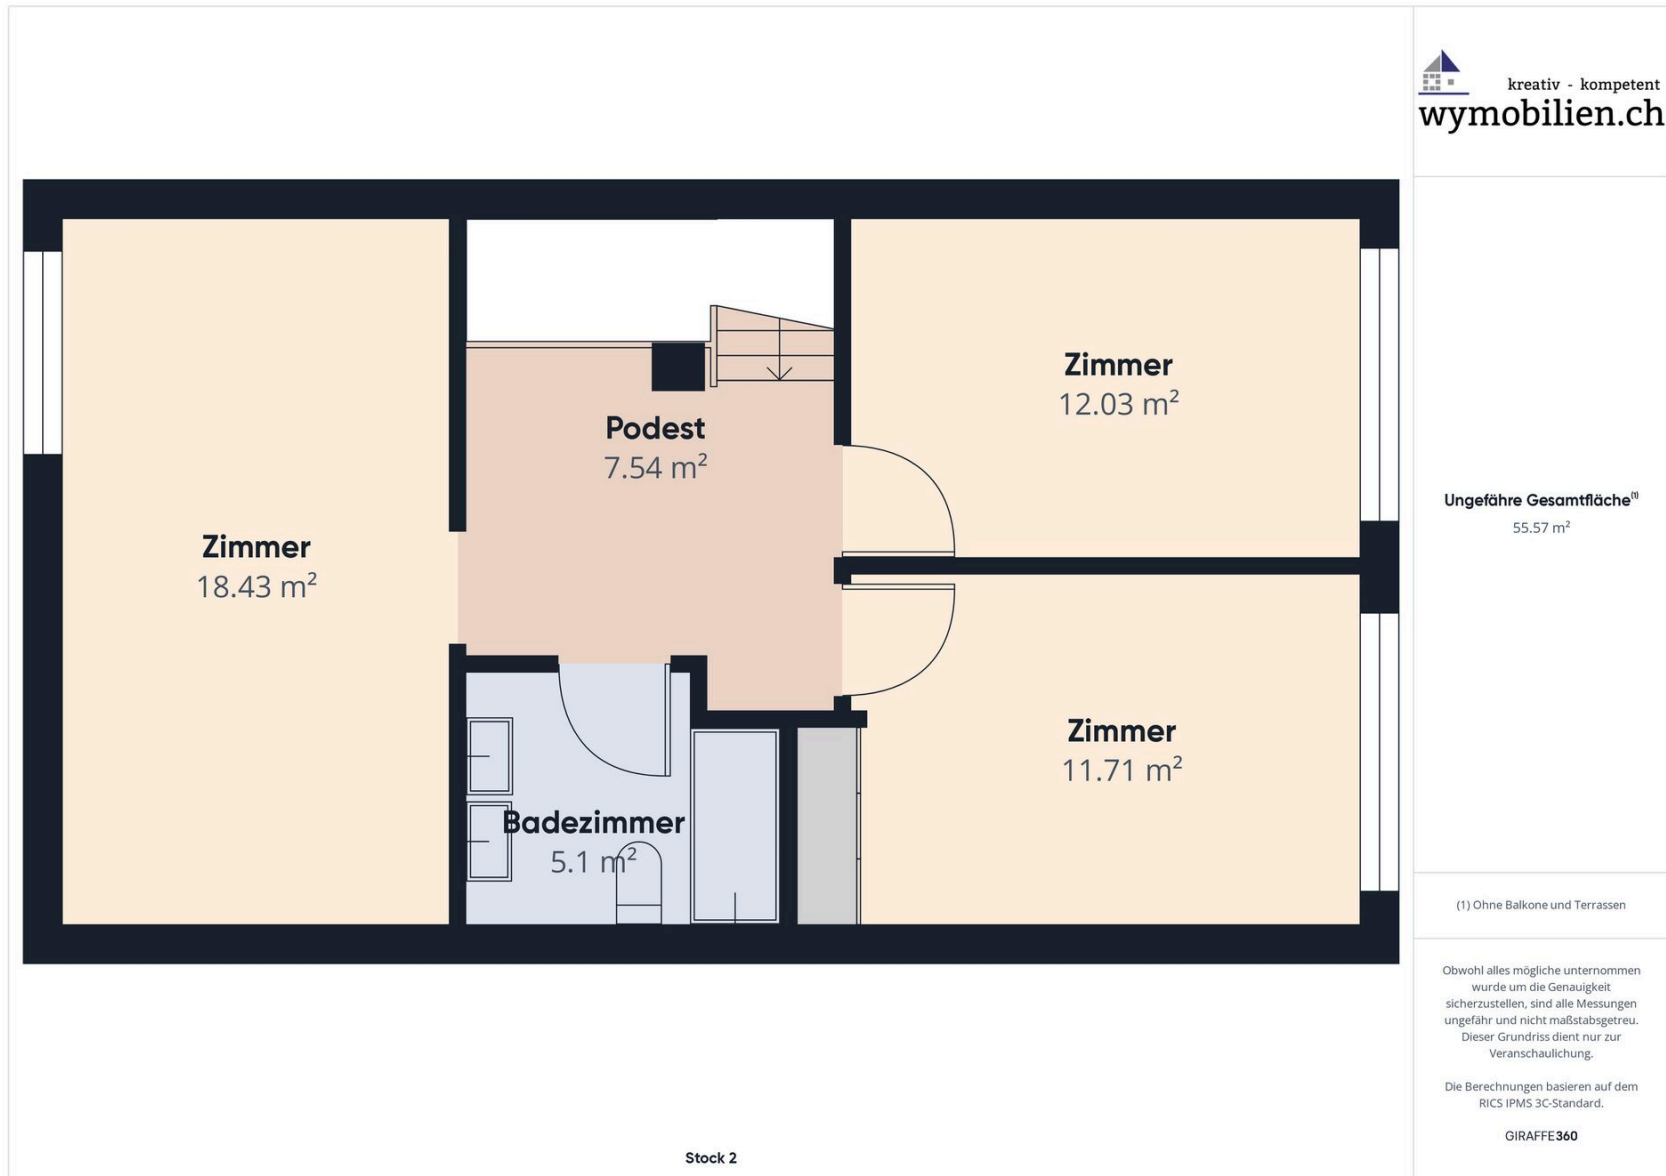 kreativ - kompetent
wymobilien.ch
Zimmer
12.03 m²
Podest
7.54 m²
Zimmer
18.43 m²
Zimmer
11.71 m²
Badezimmer
5.1 m²
Stock 2
Ungefähre Gesamtfläche⁽¹⁾
55.57 m²
(1) Ohne Balkone und Terrassen
Obwohl alles mögliche unternommen
wurde um die Genauigkeit
sicherzustellen, sind alle Messungen
ungefähr und nicht maßstabsgetreu.
Dieser Grundriss dient nur zur
Veranschaulichung.
Die Berechnungen basieren auf dem
RICS IPMS 3C-Standard.
GIRAFFE360